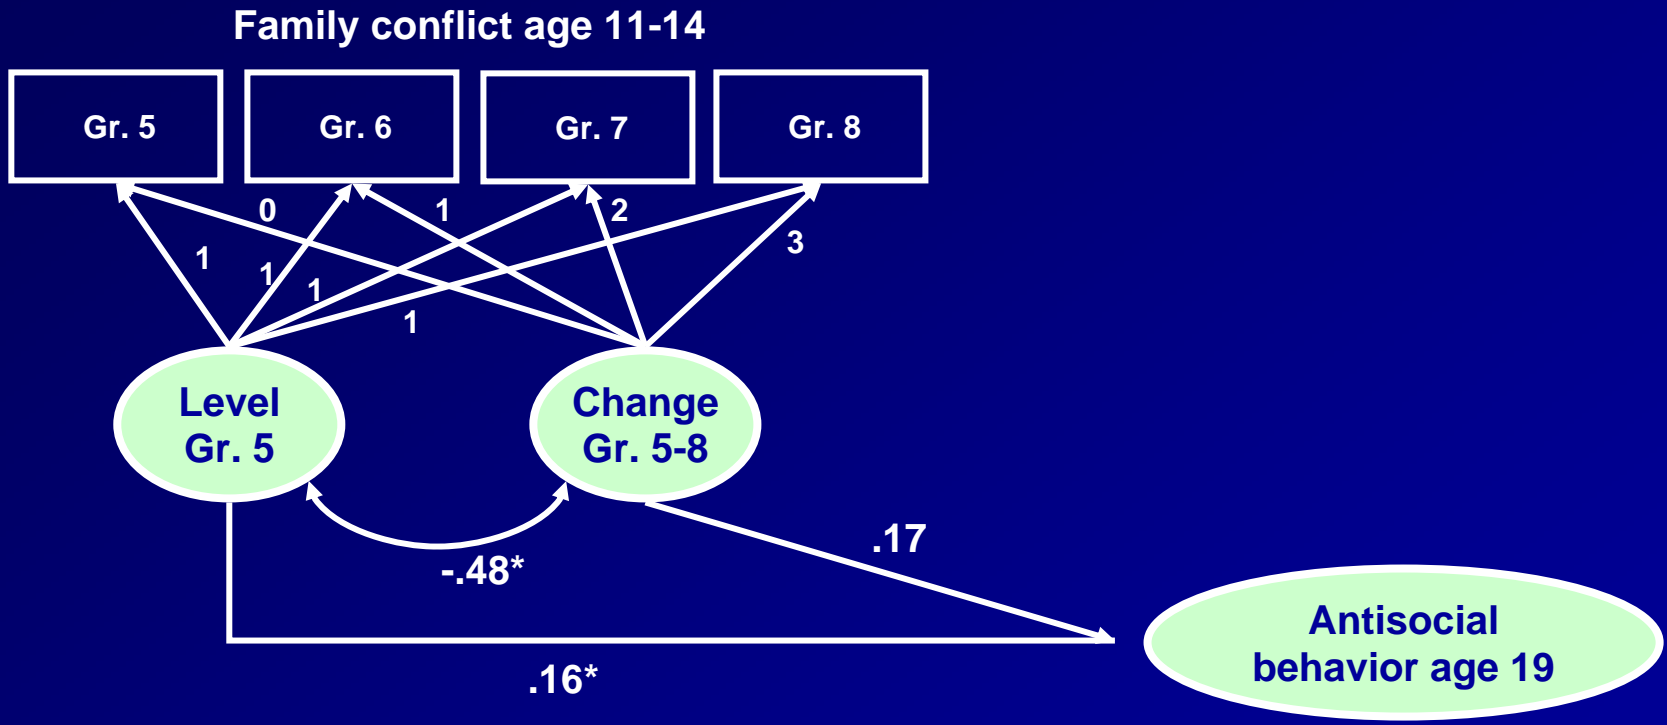 Family conflict age 11-14
Gr. 5
Gr. 6
Gr. 7
Gr. 8
0
1
2
3
1
1
1
1
Level
Gr. 5
Change
Gr. 5-8
-.48*
.17
.16*
Antisocial
behavior age 19